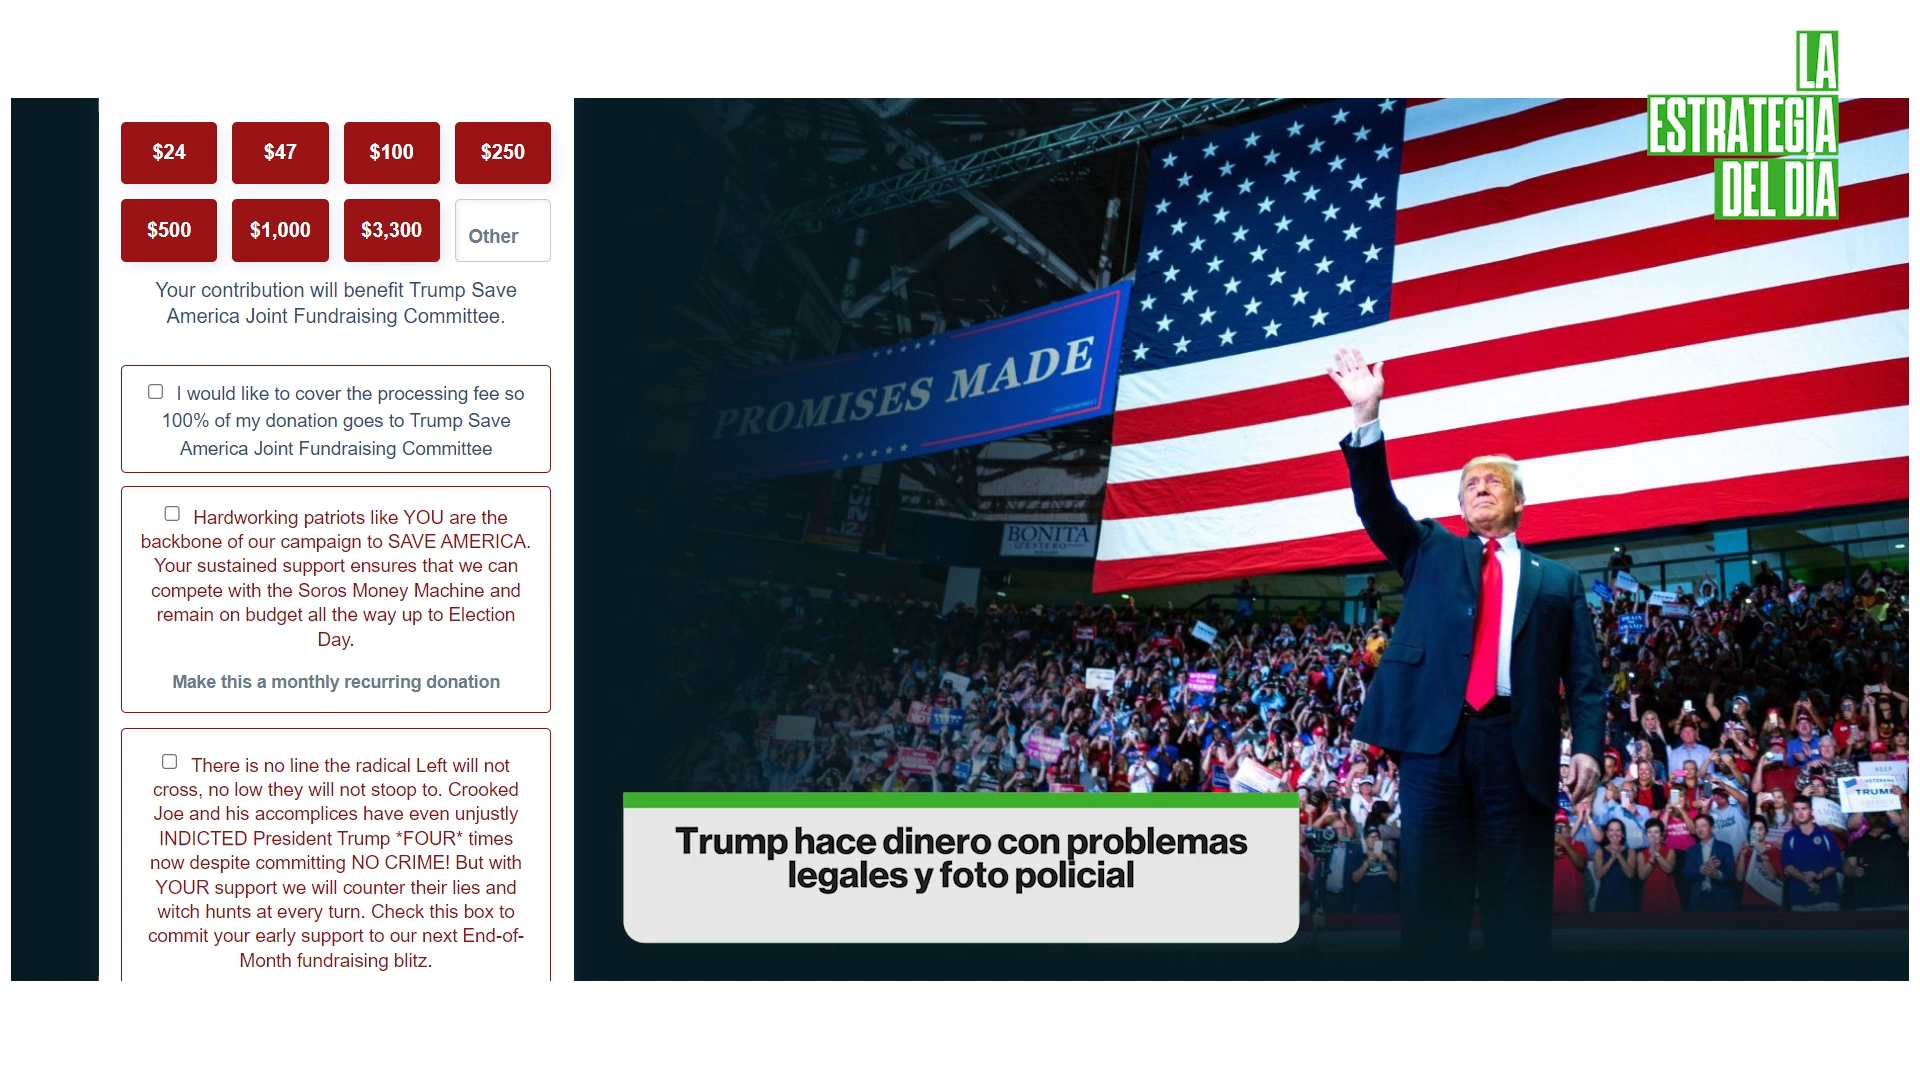 LA
ESTRATEGIA
DEL DÍA
$24
$47
$100
$250
$500
$1,000
$3,300
Other
Your contribution will benefit Trump Save
America Joint Fundraising Committee.
I would like to cover the processing fee so
100% of my donation goes to Trump Save
America Joint Fundraising Committee
Hardworking patriots like YOU are the
backbone of our campaign to SAVE AMERICA.
Your sustained support ensures that we can
compete with the Soros Money Machine and
remain on budget all the way up to Election
Day.
Make this a monthly recurring donation
There is no line the radical Left will not
cross, no low they will not stoop to. Crooked
Joe and his accomplices have even unjustly
INDICTED President Trump *FOUR* times
now despite committing NO CRIME! But with
YOUR support we will counter their lies and
witch hunts at every turn. Check this box to
commit your early support to our next End-of-
Month fundraising blitz.
PROMISES MADE
BONITA
& ESTERO
TRUMP
Trump hace dinero con problemas
legales y foto policial